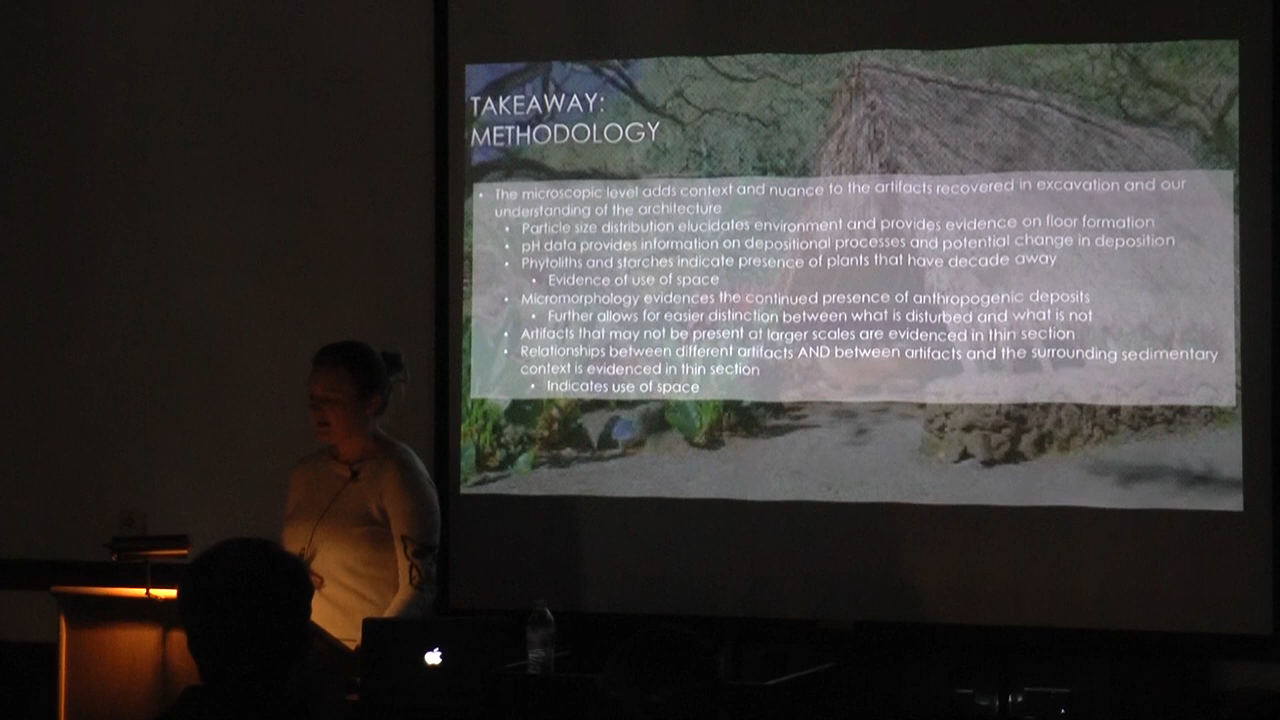 TAKEAWAY:
METHODOLOGY
• The microscopic level adds context and nuance to the artifacts recovered in excavation and our
understanding of the architecture
• Particle size distribution elucidates environment and provides evidence on floor formation
• pH data provides information on depositional processes and potential change in deposition
• Phytoliths and starches indicate presence of plants that have decade away
• Evidence of use of space
• Micromorphology evidences the continued presence of anthropogenic deposits
• Further allows for easier distinction between what is disturbed and what is not
• Artifacts that may not be present at larger scales are evidenced in thin section
• Relationships between different artifacts AND between artifacts and the surrounding sedimentary
context is evidenced in thin section
• Indicates use of space